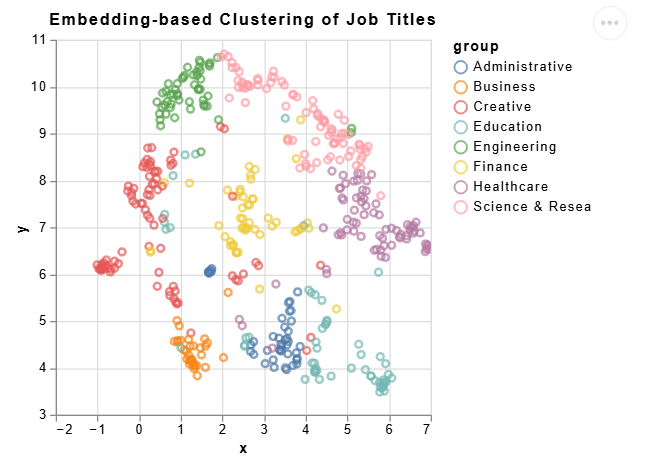 Embedding-based Clustering of Job Titles
group
Administrative
Business
Creative
Education
Engineering
Finance
Healthcare
Science & Resea
y
11
10
9
8
7
6
5
4
3
−2 −1 0 1 2 3 4 5 6 7
x